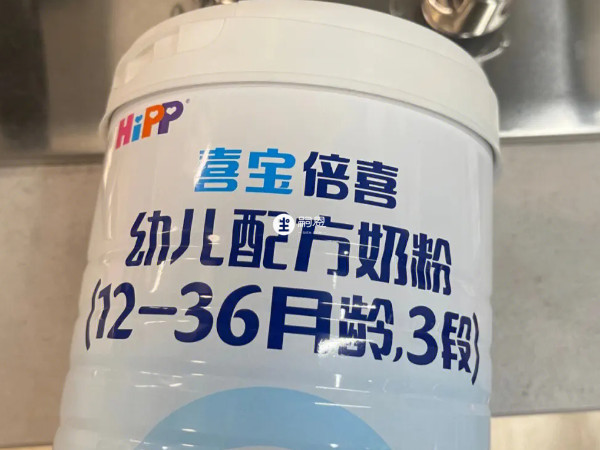 HiPP
喜宝倍喜
幼儿配方奶粉
(12-36月龄,3段)